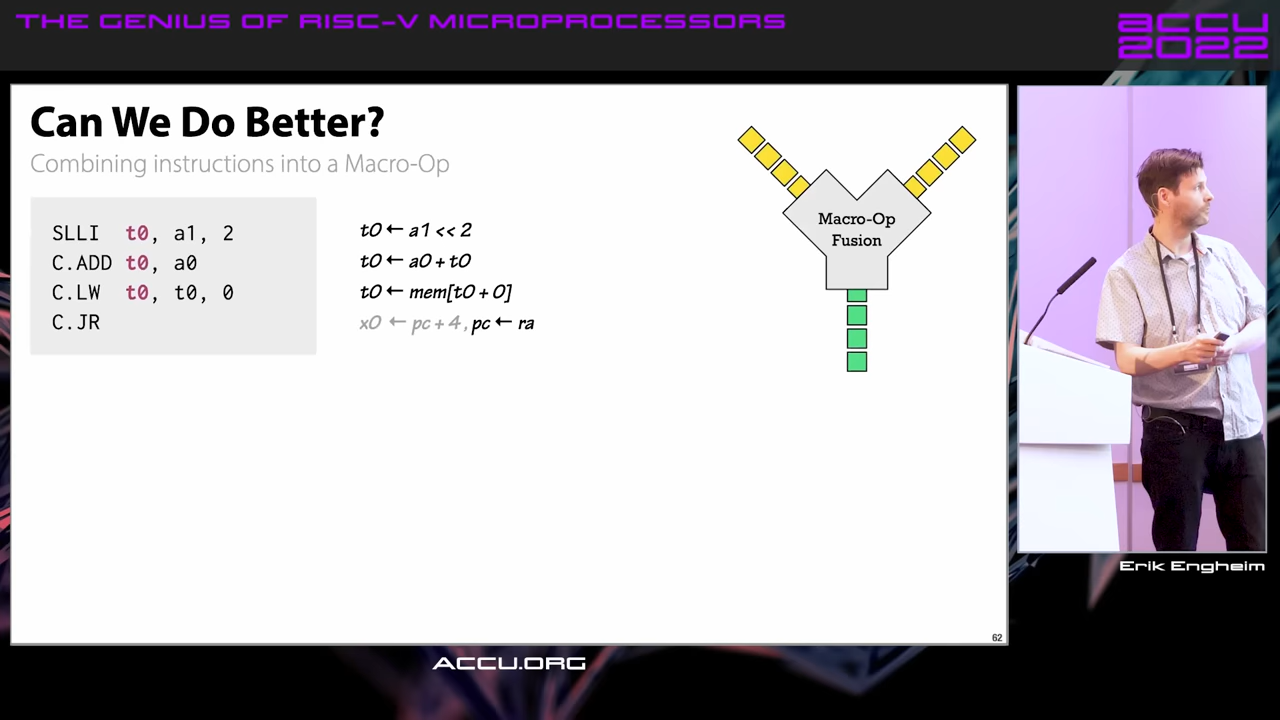 THE GENIUS OF RISC-V MICROPROCESSORS
ACCU
2022
Can We Do Better?
Combining instructions into a Macro-Op
SLLI t0, a1, 2
C.ADD t0, a0
C.LW t0, t0, 0
C.JR
t0 ← a1 << 2
t0 ← a0 + t0
t0 ← mem[t0 + 0]
x0 ← pc + 4, pc ← ra
Macro-Op
Fusion
62
Erik Engheim
ACCU.ORG